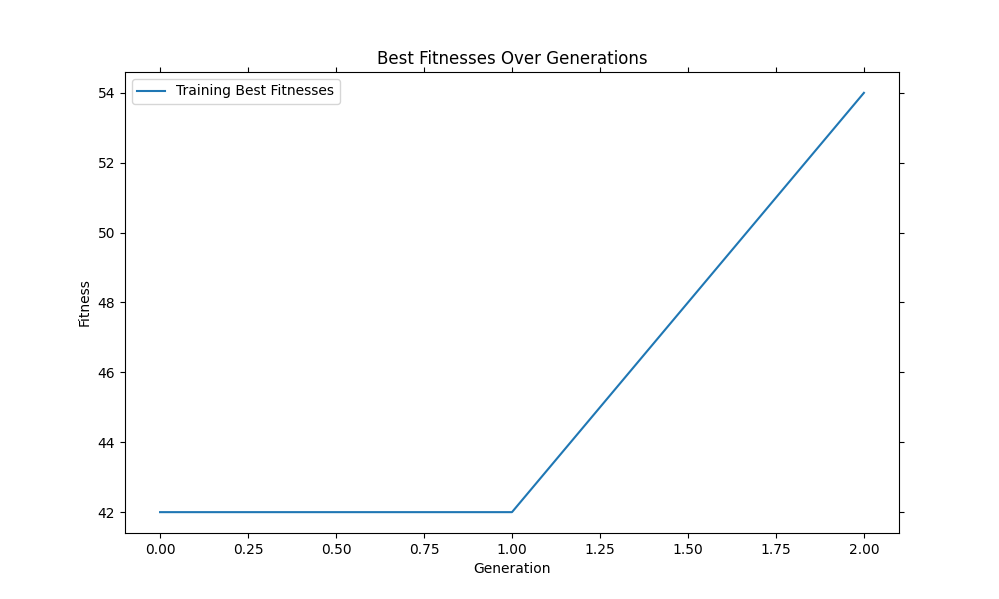 Best Fitnesses Over Generations
Training Best Fitnesses
54
52
50
48
46
44
42
Fitness
0.00 0.25 0.50 0.75 1.00 1.25 1.50 1.75 2.00
Generation